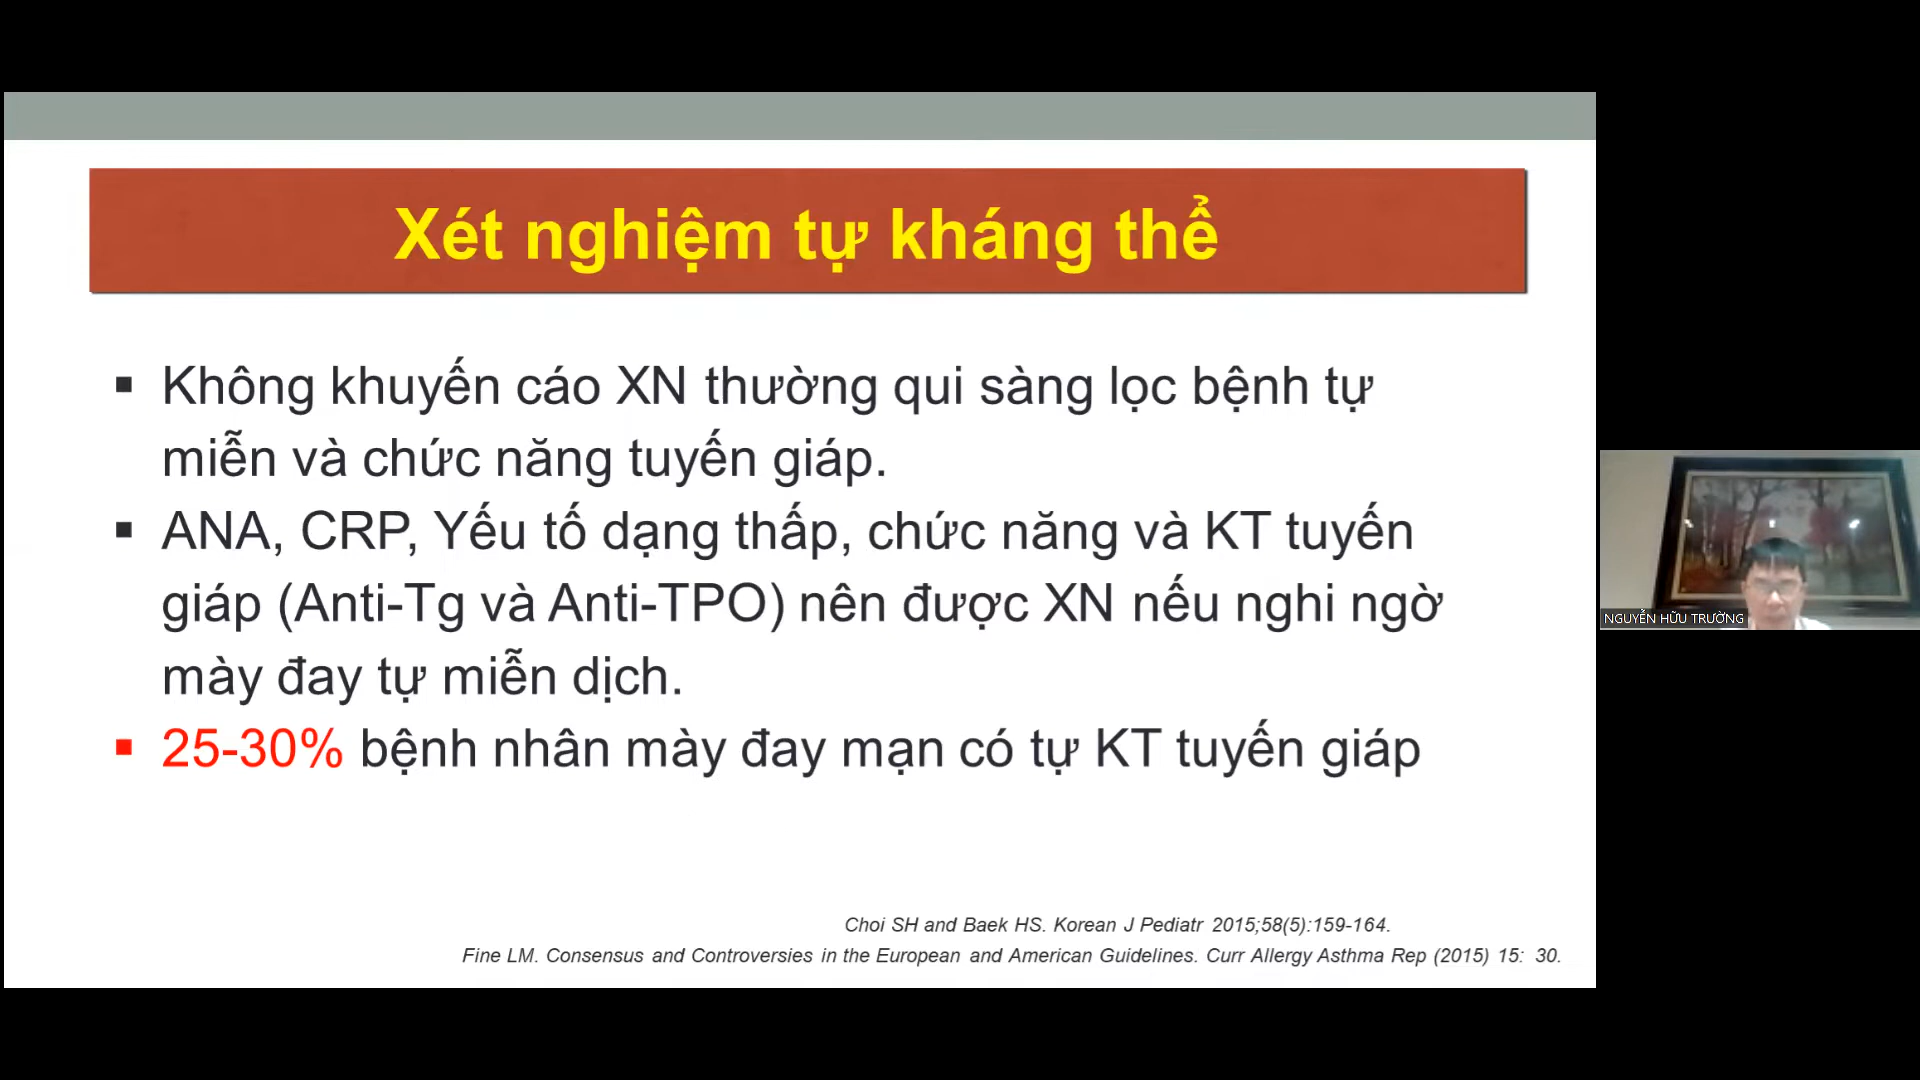 Xét nghiệm tự kháng thể
▪ Không khuyến cáo XN thường qui sàng lọc bệnh tự
miễn và chức năng tuyến giáp.
▪ ANA, CRP, Yếu tố dạng thấp, chức năng và KT tuyến
giáp (Anti-Tg và Anti-TPO) nên được XN nếu nghi ngờ
mày đay tự miễn dịch.
▪ 25-30% bệnh nhân mày đay mạn có tự KT tuyến giáp
Choi SH and Baek HS. Korean J Pediatr 2015;58(5):159-164.
Fine LM. Consensus and Controversies in the European and American Guidelines. Curr Allergy Asthma Rep (2015) 15: 30.
NGUYỄN HỮU TRƯỜNG